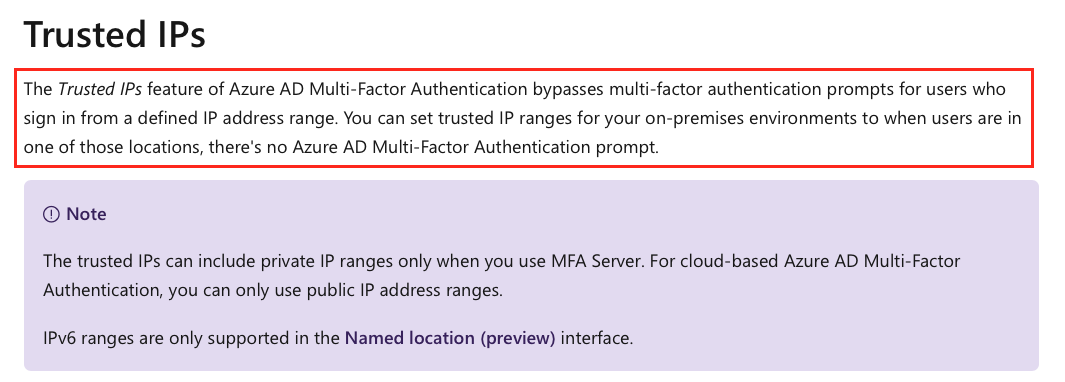 Trusted IPs
The Trusted IPs feature of Azure AD Multi-Factor Authentication bypasses multi-factor authentication prompts for users who
sign in from a defined IP address range. You can set trusted IP ranges for your on-premises environments to when users are in
one of those locations, there's no Azure AD Multi-Factor Authentication prompt.
Note
The trusted IPs can include private IP ranges only when you use MFA Server. For cloud-based Azure AD Multi-Factor
Authentication, you can only use public IP address ranges.
IPv6 ranges are only supported in the Named location (preview) interface.